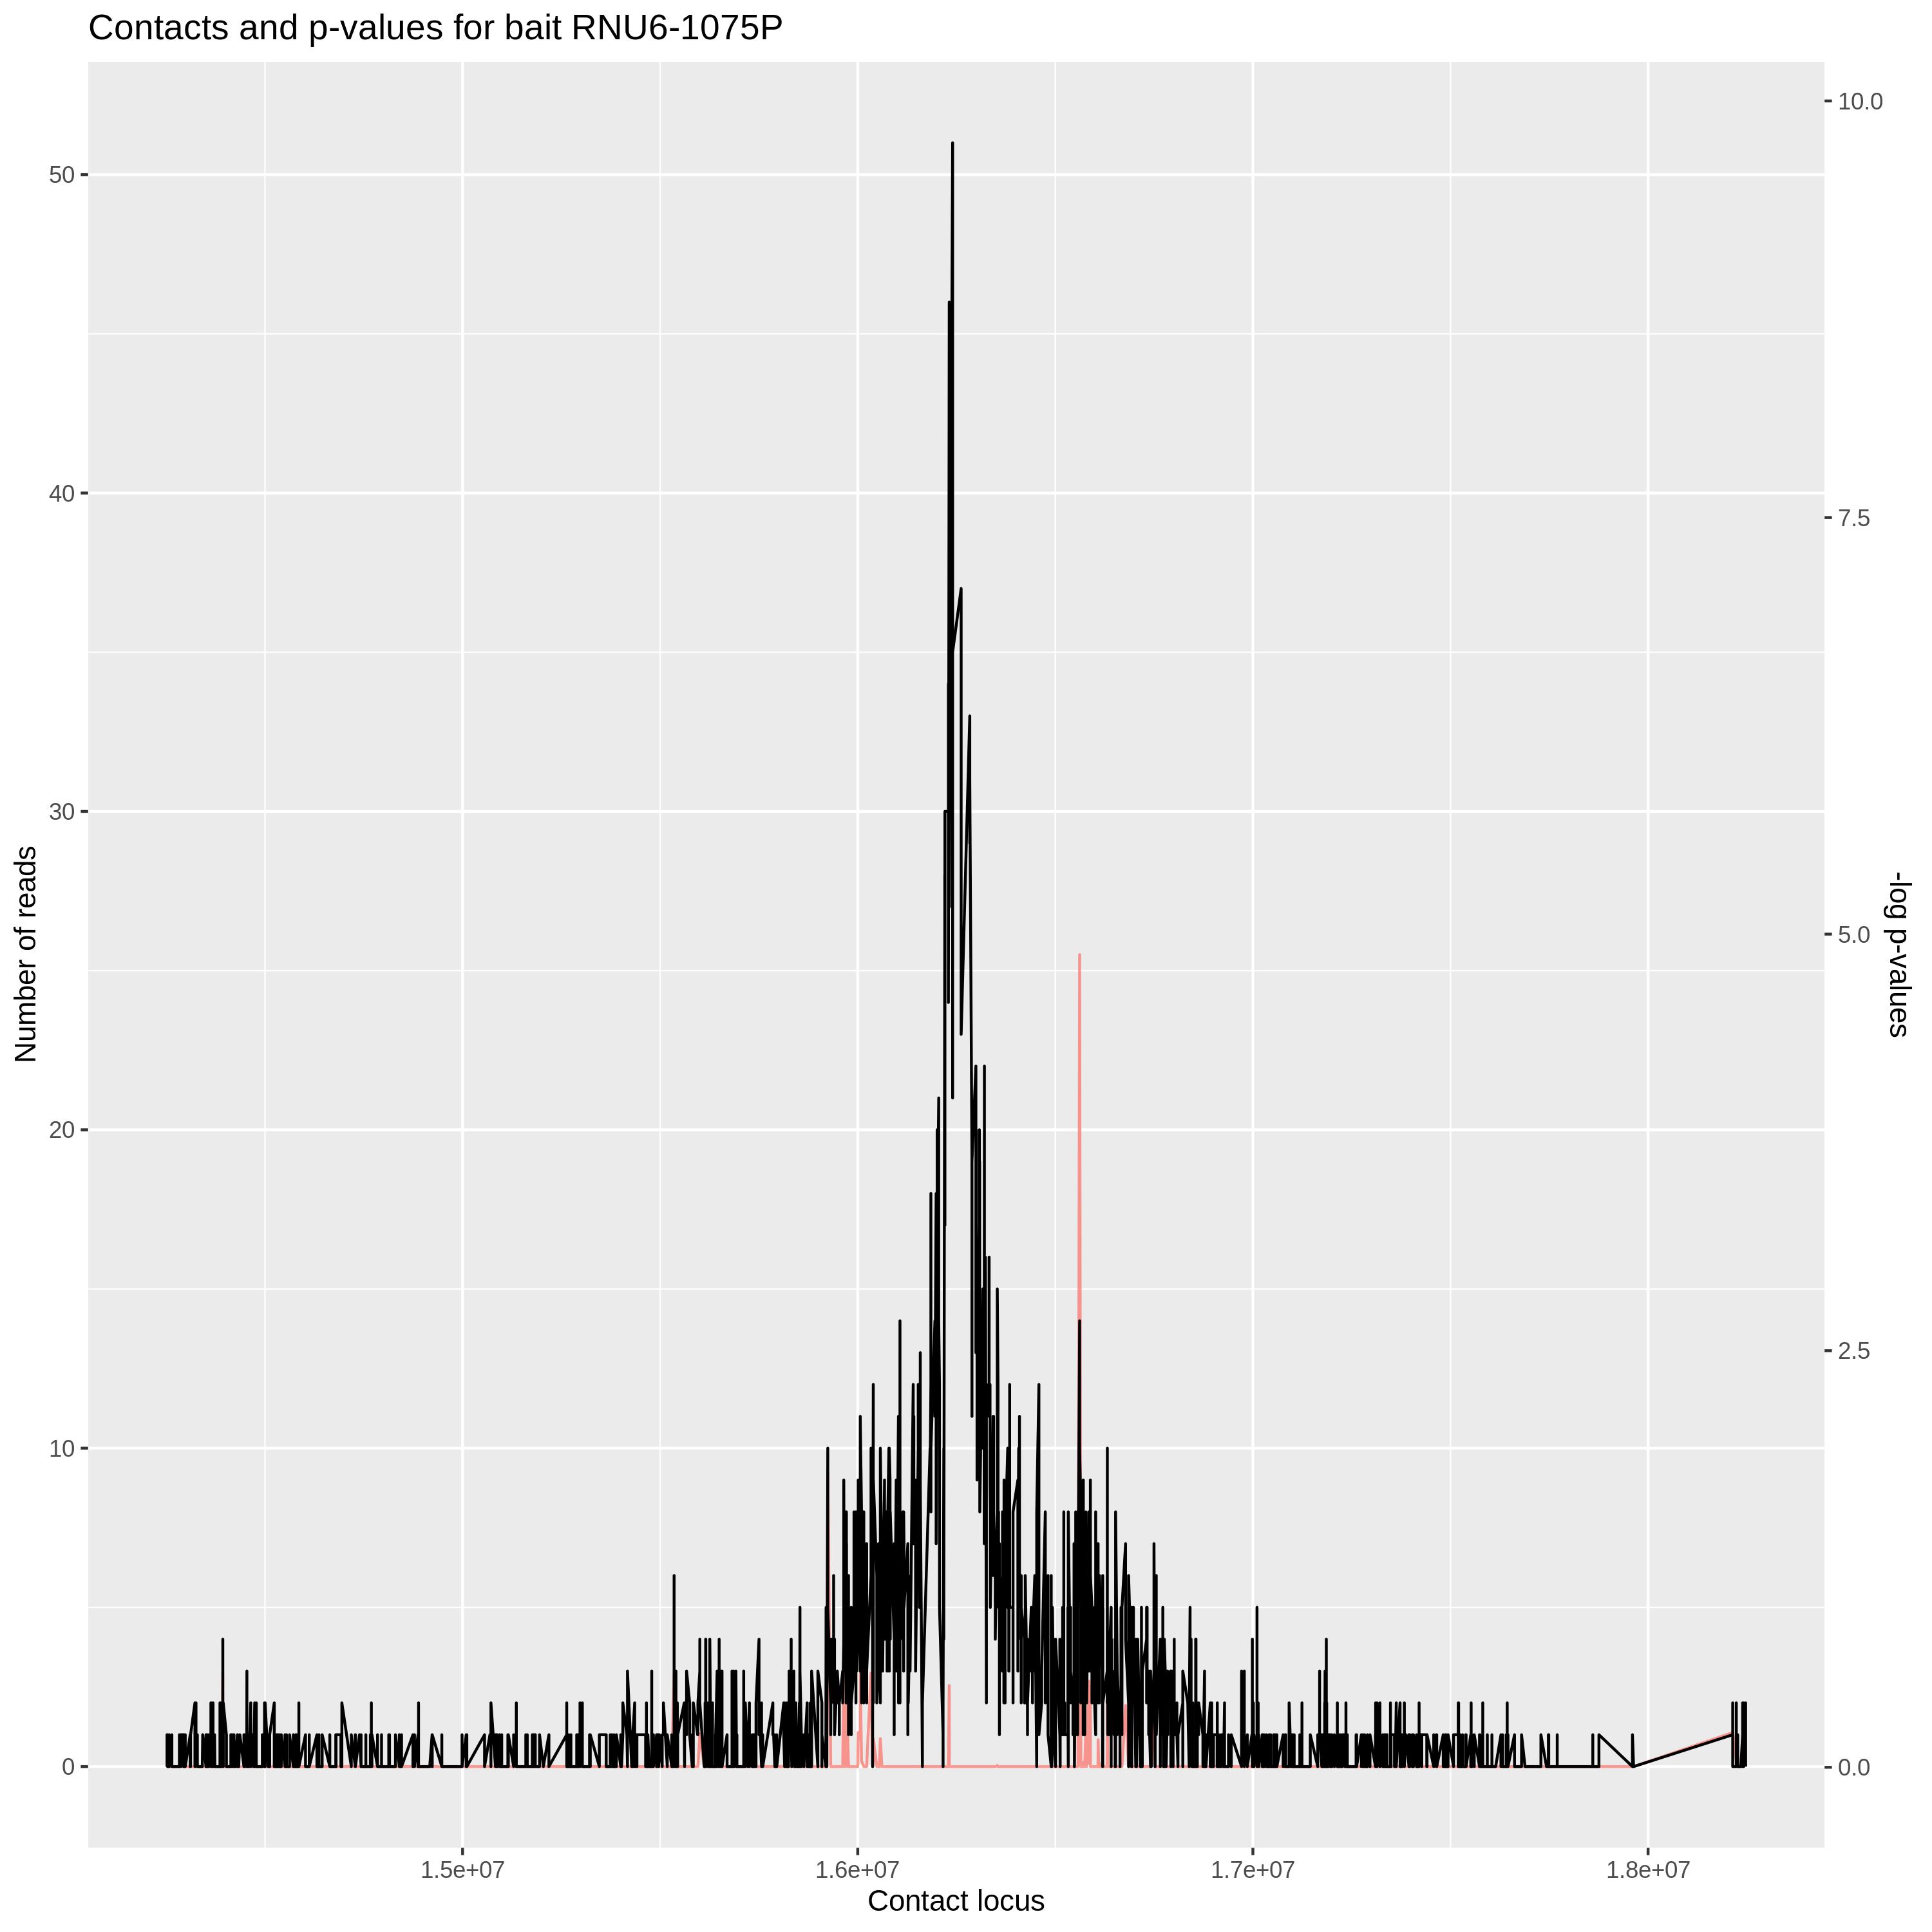 Contacts and p-values for bait RNU6-1075P
Number of reads
50
40
30
20
10
0
10.0
7.5
5.0
2.5
0.0
-log p-values
1.5e+07 1.6e+07 1.7e+07 1.8e+07
Contact locus